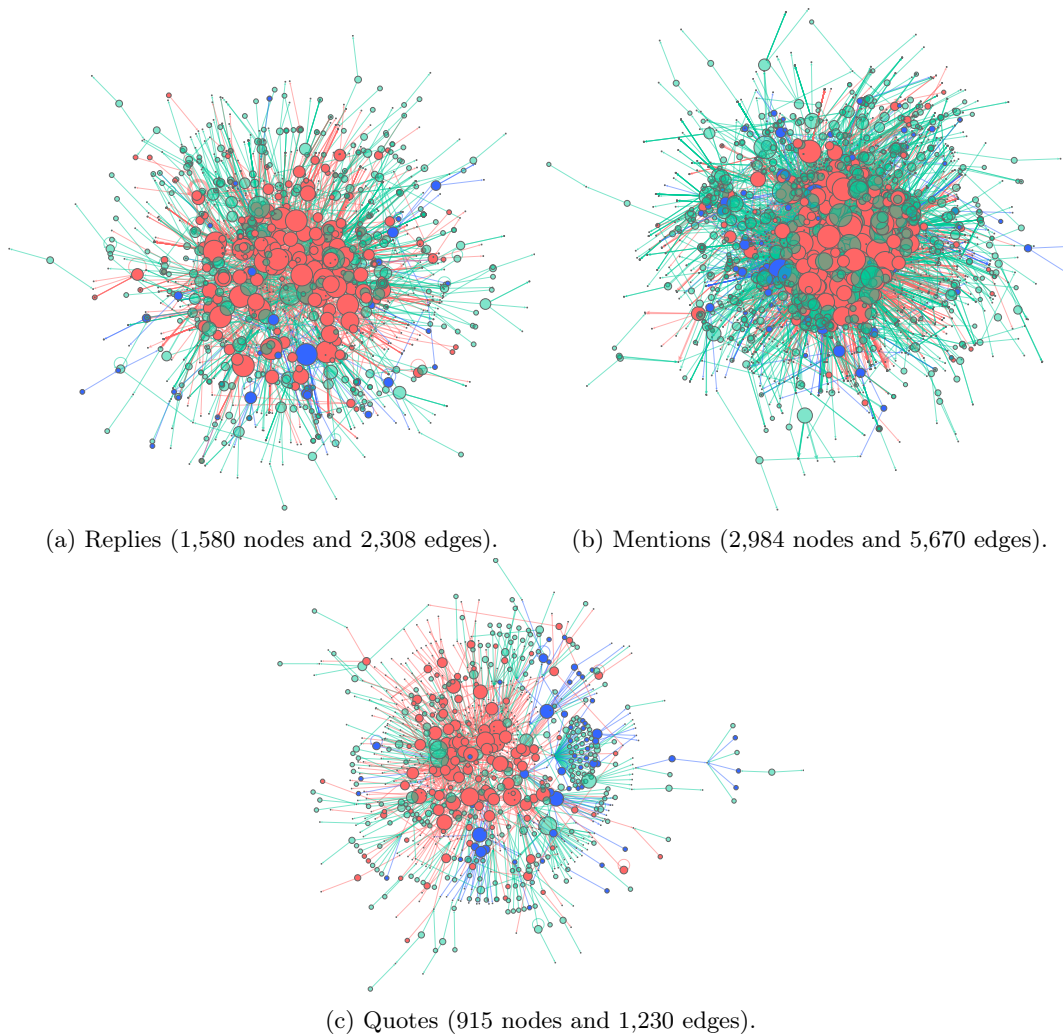 (a) Replies (1,580 nodes and 2,308 edges).
(b) Mentions (2,984 nodes and 5,670 edges).
(c) Quotes (915 nodes and 1,230 edges).